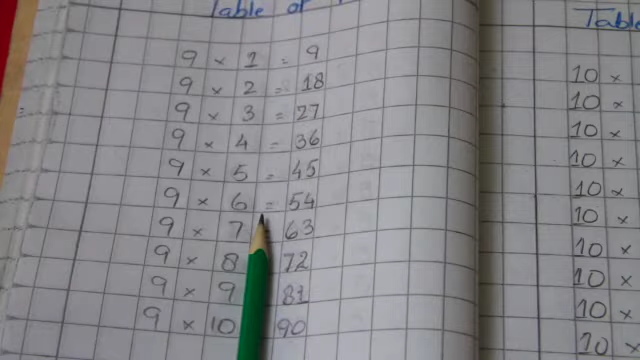 Table of
9 × 1 = 9
9 × 2 = 18
9 × 3 = 27
9 × 4 = 36
9 × 5 = 45
9 × 6 = 54
9 × 7 63
9 × 8 72
9 × 9 81
9 × 10 90
Table
10 ×
10 ×
10 ×
10 ×
10 ×
10 ×
10 ×
10 ×
10 ×
10 ×